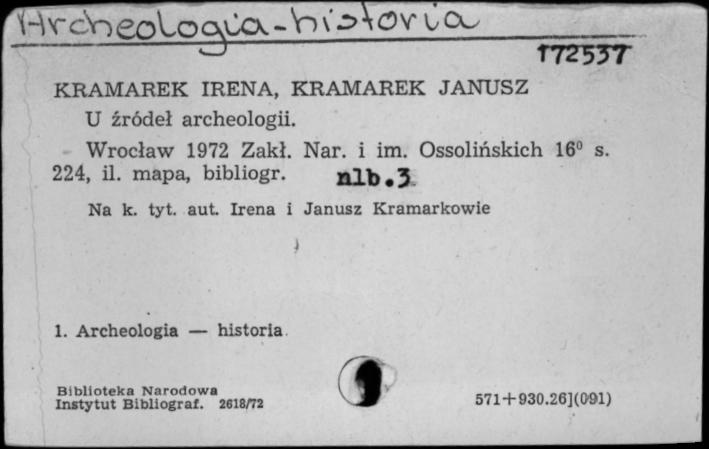 Archeologia-historia
172537
KRAMAREK IRENA, KRAMAREK JANUSZ
U źródeł archeologii.
Wrocław 1972 Zakł. Nar. i im. Ossolińskich 16⁰ s.
224, il. mapa, bibliogr. nlb.3
Na k. tyt. aut. Irena i Janusz Kramarkowie
1. Archeologia — historia
Biblioteka Narodowa
Instytut Bibliograf. 2618/72
571+930.26](091)